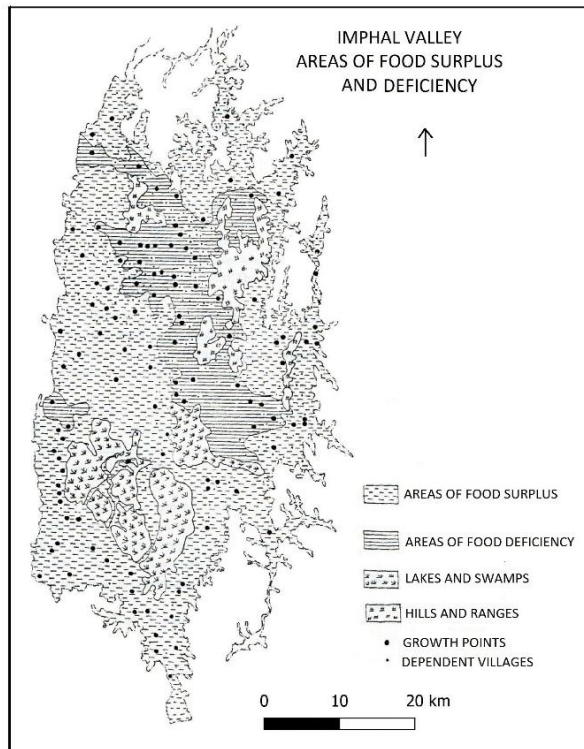 IMPHAL VALLEY
AREAS OF FOOD SURPLUS
AND DEFICIENCY
AREAS OF FOOD SURPLUS
AREAS OF FOOD DEFICIENCY
LAKES AND SWAMPS
HILLS AND RANGES
GROWTH POINTS
DEPENDENT VILLAGES
0 10 20 km